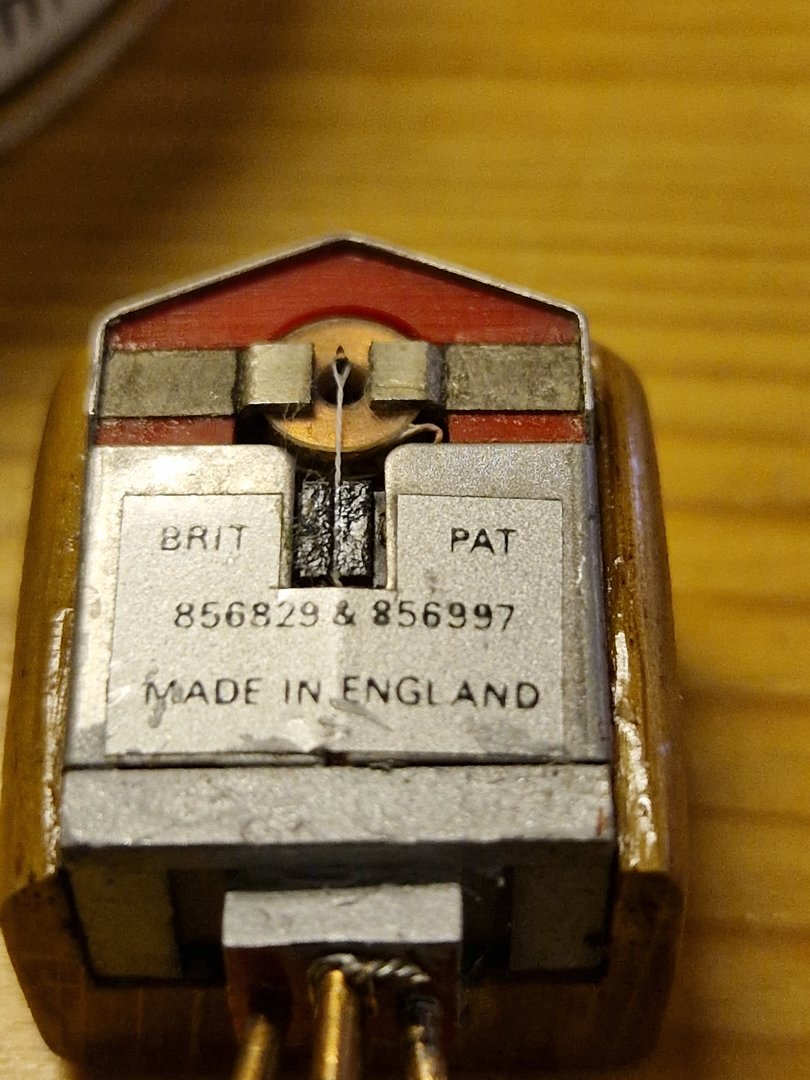 BRIT PAT
856829 & 856997
MADE IN ENGLAND